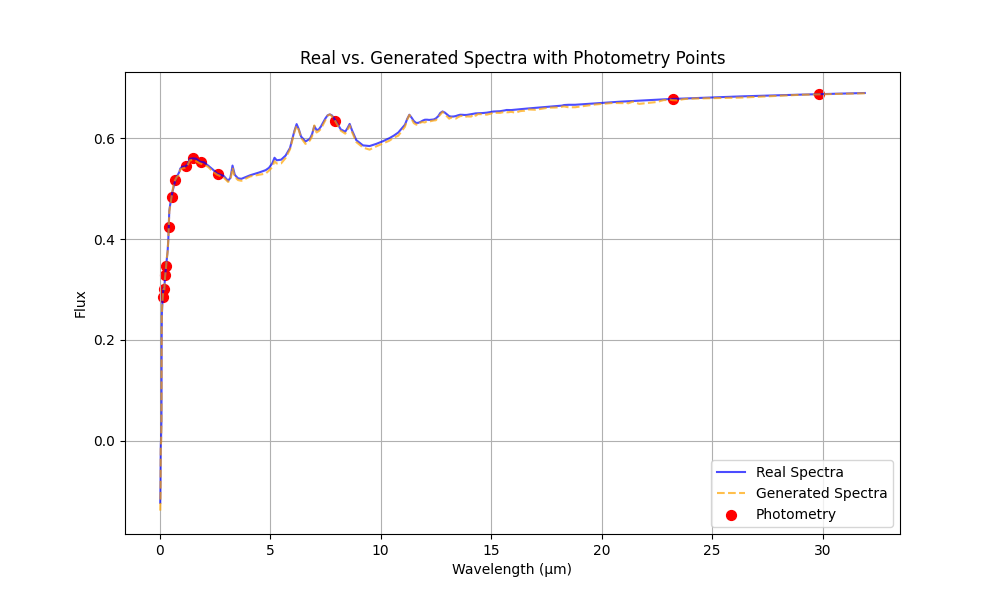 Real vs. Generated Spectra with Photometry Points
Flux
0.6
0.4
0.2
0.0
Real Spectra
Generated Spectra
Photometry
0 5 10 15 20 25 30
Wavelength (μm)